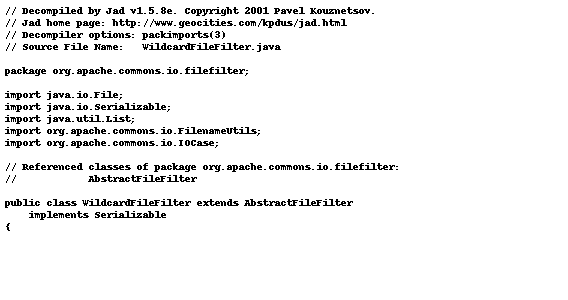 // Decompiled by Jad v1.5.8e. Copyright 2001 Pavel Kouznetsov.
// Jad home page: http://www.geocities.com/kpdus/jad.html
// Decompiler options: packimports(3)
// Source File Name:   WildcardFileFilter.java

package org.apache.commons.io.filefilter;

import java.io.File;
import java.io.Serializable;
import java.util.List;
import org.apache.commons.io.FilenameUtils;
import org.apache.commons.io.IOCase;

// Referenced classes of package org.apache.commons.io.filefilter:
//            AbstractFileFilter

public class WildcardFileFilter extends AbstractFileFilter
    implements Serializable
{